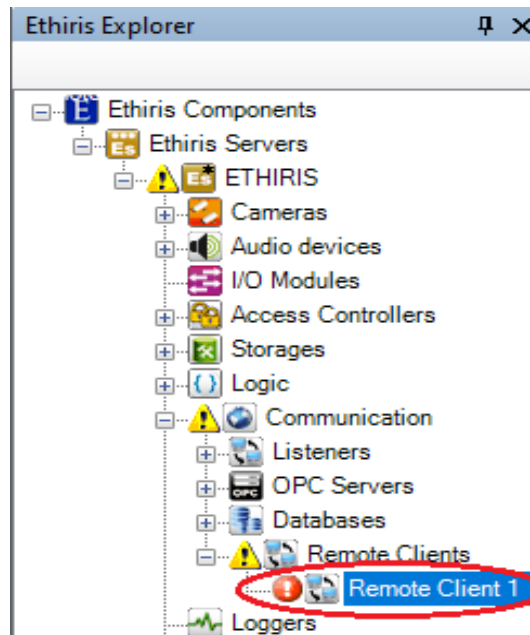 Ethiris Explorer
Ethiris Components
Ethiris Servers
ETHIRIS
Cameras
Audio devices
I/O Modules
Access Controllers
Storages
Logic
Communication
Listeners
OPC Servers
Databases
Remote Clients
Remote Client 1
Loggers